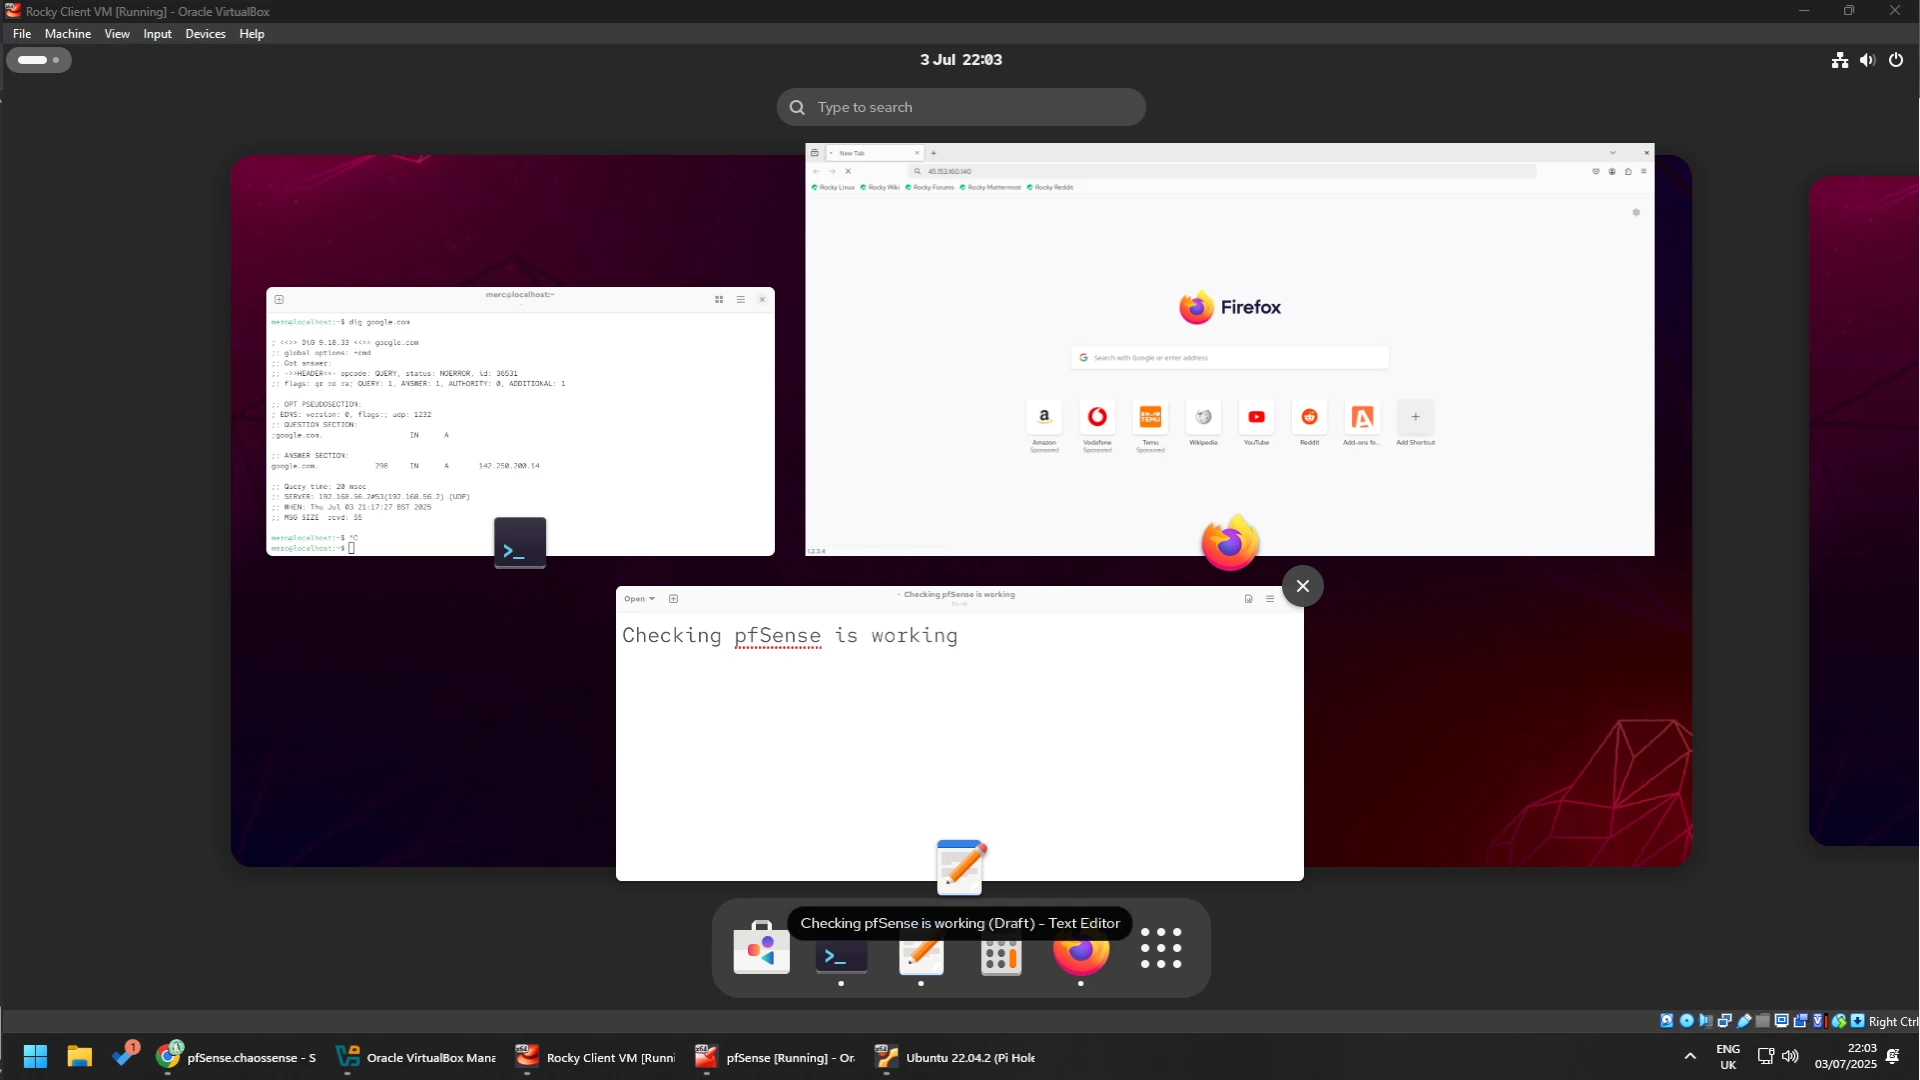 Rocky Client VM [Running] - Oracle VirtualBox
File Machine View Input Devices Help
3 Jul 22:03
Type to search
merc@localhost:~
merc@localhost:~$ dig google.com
; <<>> DiG 9.18.33 <<>> google.com
;; global options: +cmd
;; Got answer:
;; ->>HEADER<<- opcode: QUERY, status: NOERROR, id: 36531
;; flags: qr rd ra; QUERY: 1, ANSWER: 1, AUTHORITY: 0, ADDITIONAL: 1
;; OPT PSEUDOSECTION:
; EDNS: version: 0, flags:; udp: 1232
;; QUESTION SECTION:
;google.com. IN A
;; ANSWER SECTION:
google.com. 298 IN A 142.250.200.14
;; Query time: 20 msec
;; SERVER: 192.168.56.2#53(192.168.56.2) (UDP)
;; WHEN: Thu Jul 03 21:17:27 BST 2025
;; MSG SIZE rcvd: 55
merc@localhost:~$ ^C
merc@localhost:~$
New Tab
45.153.160.140
Rocky Linux Rocky Wiki Rocky Forums Rocky Mattermost Rocky Reddit
Firefox
Search with Google or enter address
Amazon Vodafone Temu Wikipedia YouTube Reddit Add-ons fo... Add Shortcut
Sponsored Sponsored Sponsored
1.2.3.4
Open
Checking pfSense is working
Draft
Checking pfSense is working
Checking pfSense is working (Draft) – Text Editor
Right Ctrl
pfSense.chaossense - S
Oracle VirtualBox Mana
Rocky Client VM [Runni
pfSense [Running] - Or
Ubuntu 22.04.2 (Pi Hole
ENG
UK
22:03
03/07/2025